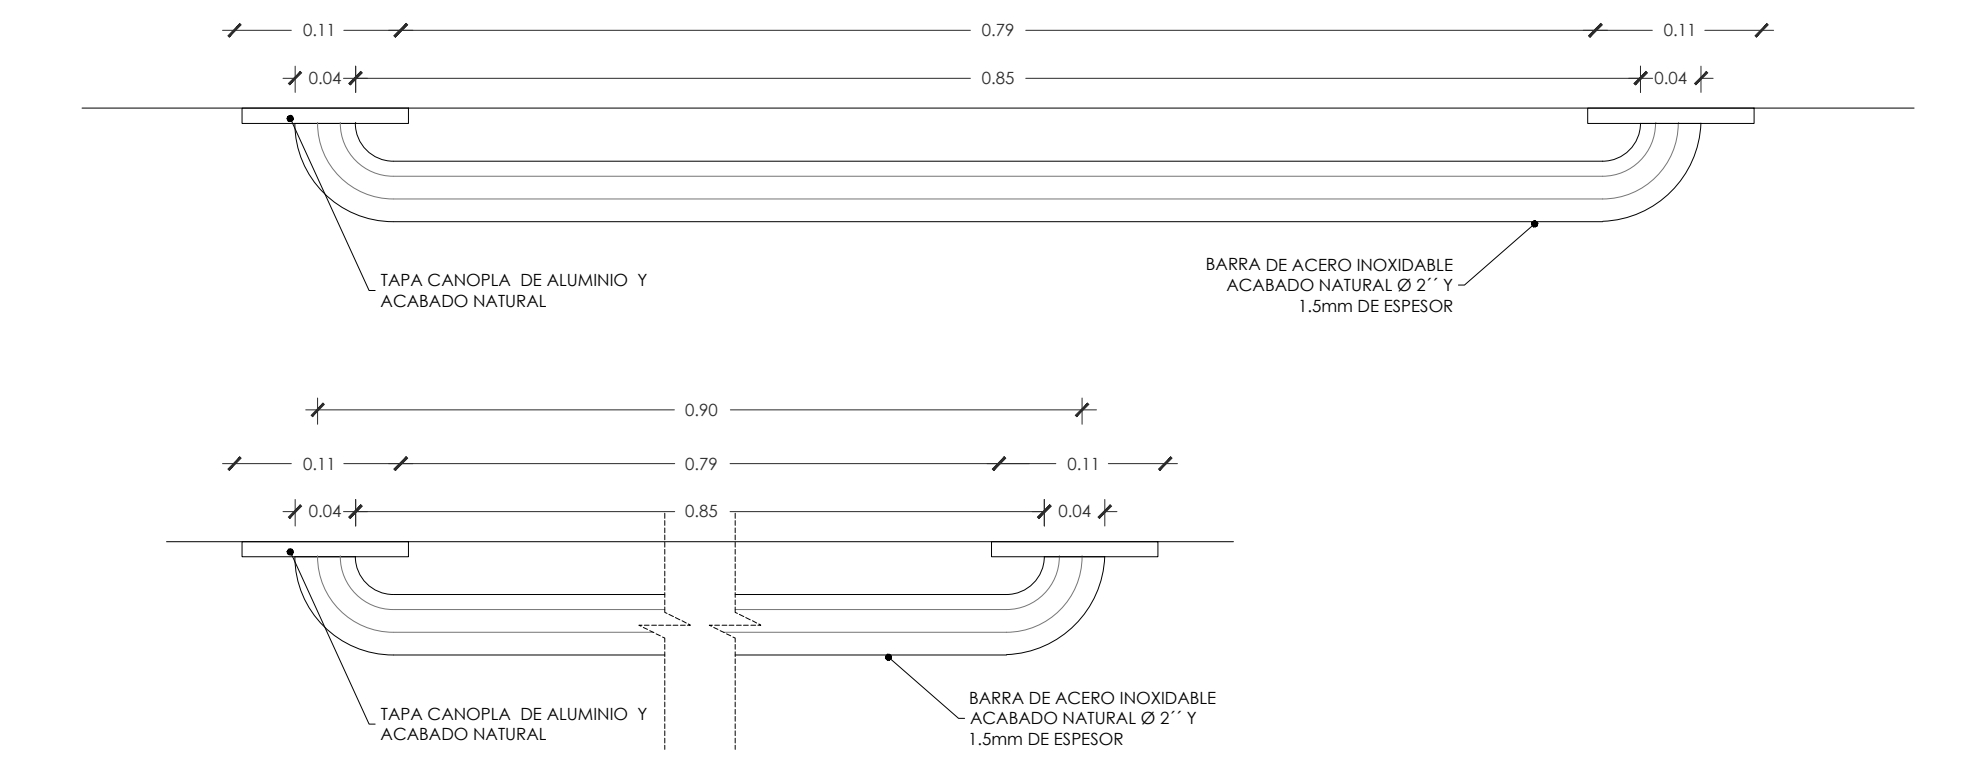 0.11 0.79 0.11
0.04 0.85 0.04
TAPA CANOPLA DE ALUMINIO Y
ACABADO NATURAL
BARRA DE ACERO INOXIDABLE
ACABADO NATURAL Ø 2´´ Y
1.5mm DE ESPESOR
0.90
0.11 0.79 0.11
0.04 0.85 0.04
TAPA CANOPLA DE ALUMINIO Y
ACABADO NATURAL
BARRA DE ACERO INOXIDABLE
ACABADO NATURAL Ø 2´´ Y
1.5mm DE ESPESOR